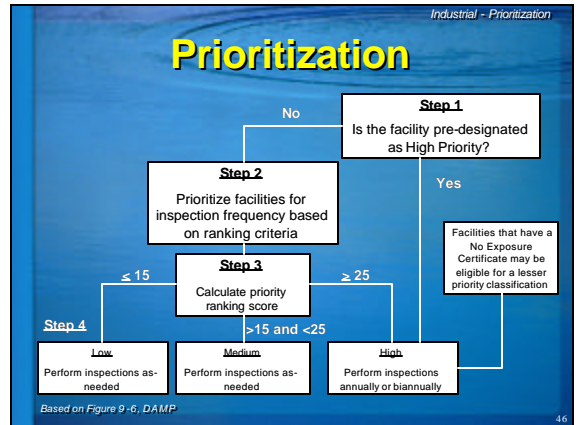 Industrial - Prioritization
Prioritization
Step 1
Is the facility pre-designated
as High Priority?
No
Yes
Step 2
Prioritize facilities for
inspection frequency based
on ranking criteria
Facilities that have a
No Exposure
Certificate may be
eligible for a lesser
priority classification
Step 3
Calculate priority
ranking score
≤ 15
≥ 25
>15 and <25
Step 4
Low
Perform inspections as-
needed
Medium
Perform inspections as-
needed
High
Perform inspections
annually or biannually
Based on Figure 9 -6, DAMP
46